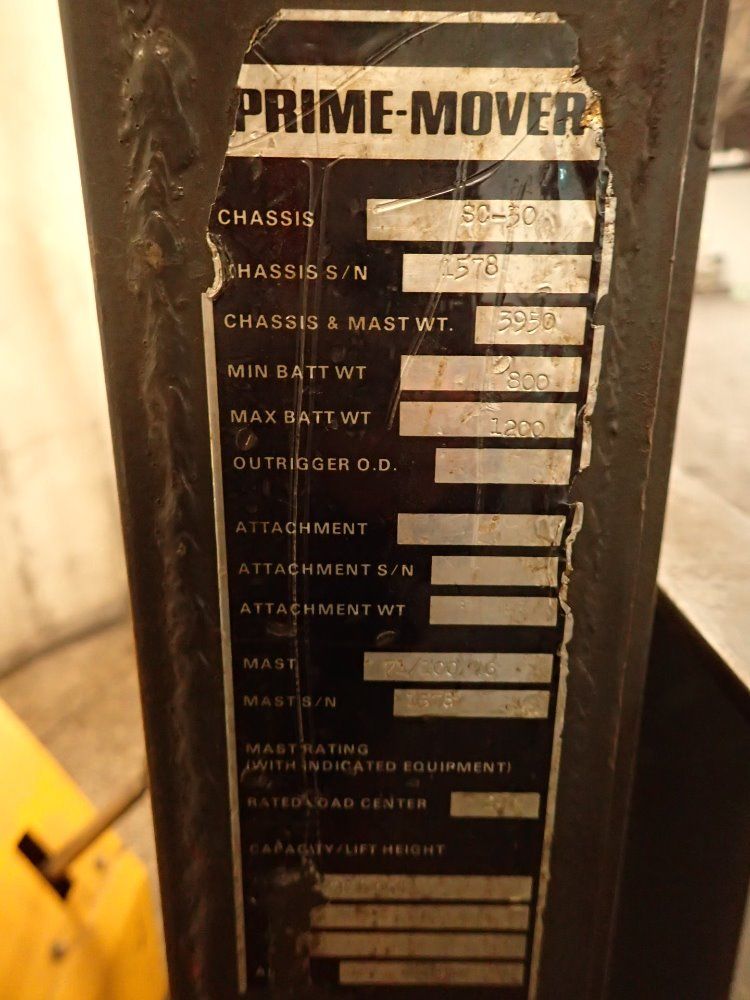 PRIME-MOVER
CHASSIS SC-30
CHASSIS S/N 1578
CHASSIS & MAST WT. 3950
MIN BATT WT 800
MAX BATT WT 1200
OUTRIGGER O.D.
ATTACHMENT
ATTACHMENT S/N
ATTACHMENT WT
MAST
MAST S/N 1578
MAST RATING
(WITH INDICATED EQUIPMENT)
RATED LOAD CENTER
CAPACITY/LIFT HEIGHT